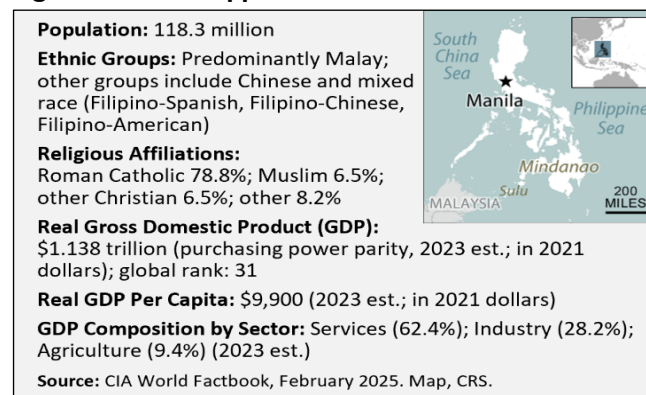 Population: 118.3 million
Ethnic Groups: Predominantly Malay;
other groups include Chinese and mixed
race (Filipino-Spanish, Filipino-Chinese,
Filipino-American)
Religious Affiliations:
Roman Catholic 78.8%; Muslim 6.5%;
other Christian 6.5%; other 8.2%
Real Gross Domestic Product (GDP):
$1.138 trillion (purchasing power parity, 2023 est.; in 2021
dollars); global rank: 31
Real GDP Per Capita: $9,900 (2023 est.; in 2021 dollars)
GDP Composition by Sector: Services (62.4%); Industry (28.2%);
Agriculture (9.4%) (2023 est.)
Source: CIA World Factbook, February 2025. Map, CRS.
South
China
Sea
Manila
Philippine
Sea
Mindanao
Sulu
MALAYSIA
200
MILES